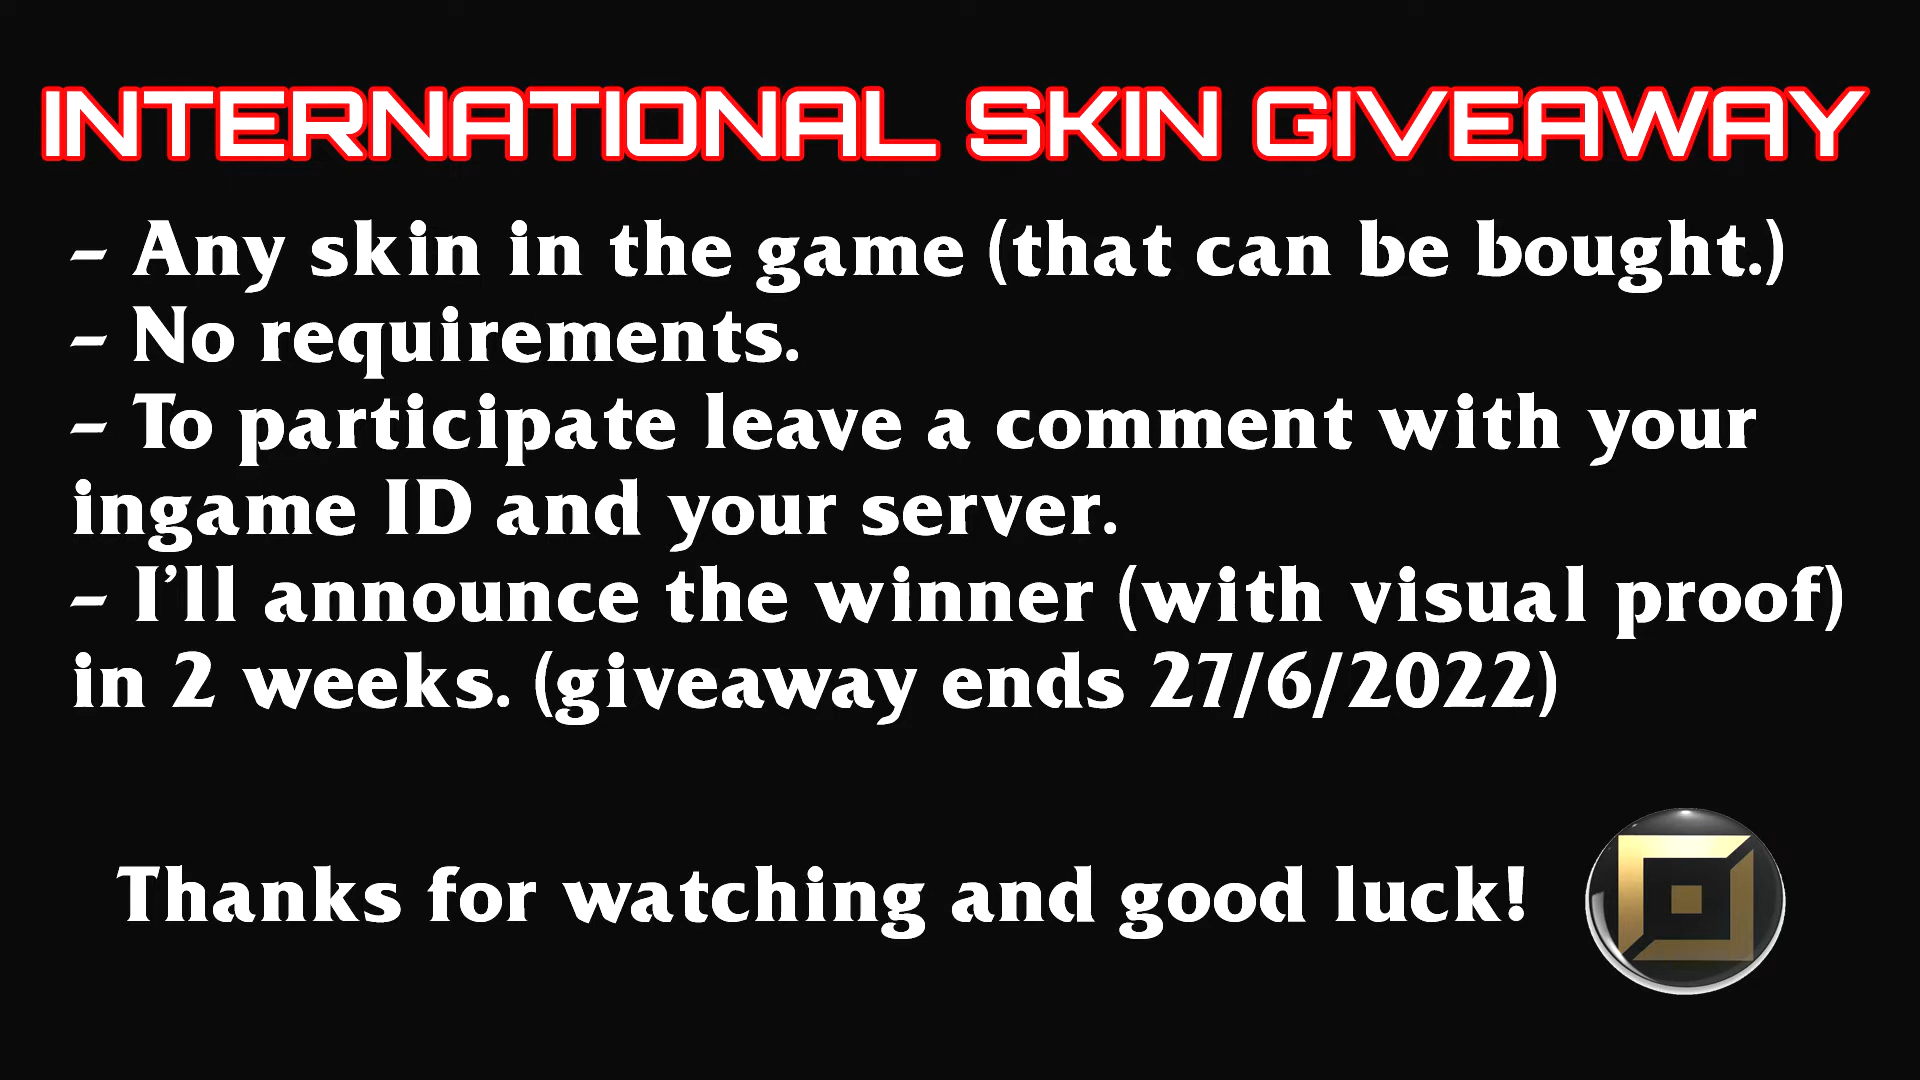 INTERNATIONAL SKIN GIVEAWAY
– Any skin in the game (that can be bought.)
– No requirements.
– To participate leave a comment with your
ingame ID and your server.
– I’ll announce the winner (with visual proof)
in 2 weeks. (giveaway ends 27/6/2022)
Thanks for watching and good luck!